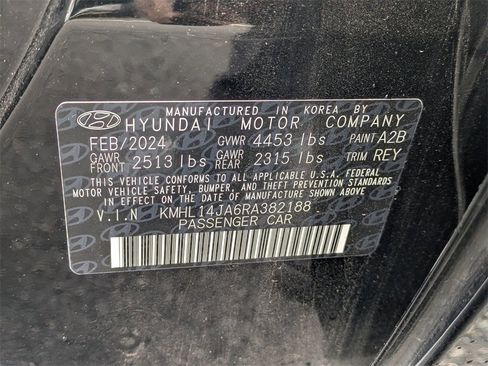 MANUFACTURED IN KOREA BY
HYUNDAI MOTOR COMPANY
FEB/2024 GVWR 4453 lbs PAINT A2B
GAWR FRONT 2513 lbs GAWR REAR 2315 lbs TRIM REY
THIS VEHICLE CONFORMS TO ALL APPLICABLE U.S.A. FEDERAL
MOTOR VEHICLE SAFETY, BUMPER, AND THEFT PREVENTION STANDARDS
IN EFFECT ON THE DATE OF MANUFACTURE SHOWN ABOVE.
V.I.N KMHL14JA6RA382188
PASSENGER CAR